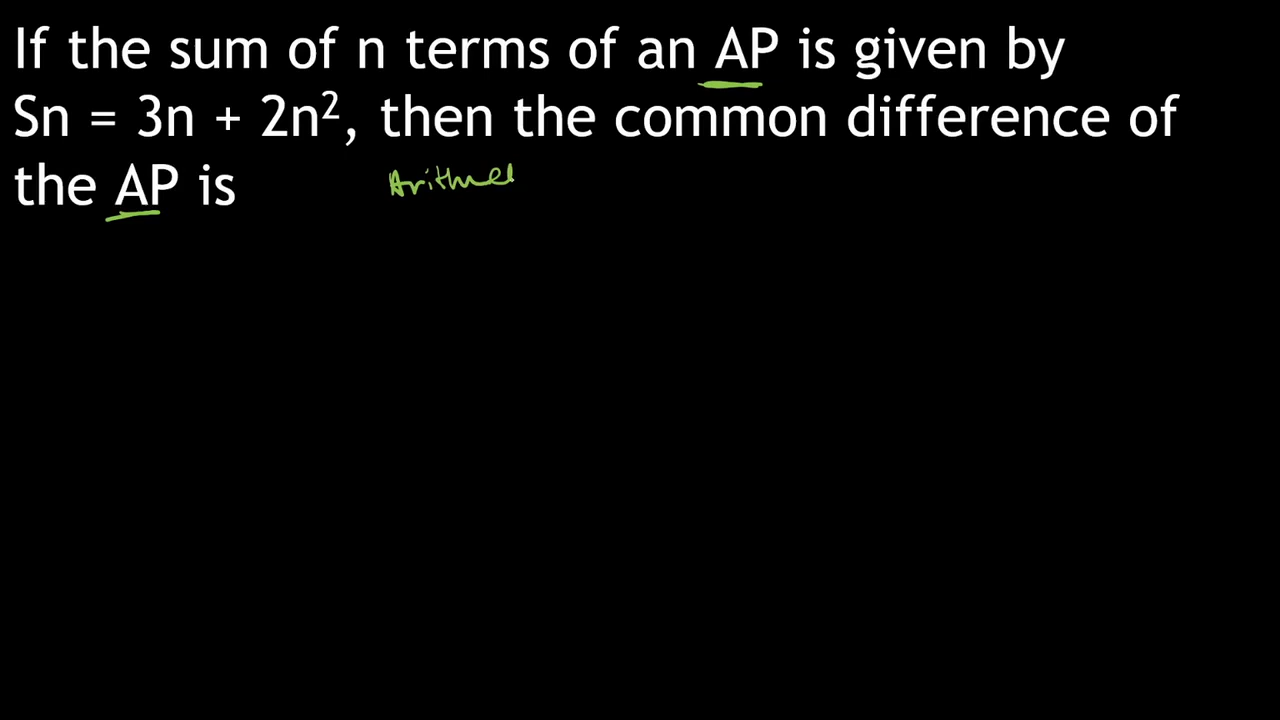 If the sum of n terms of an AP is given by
Sn = 3n + 2n², then the common difference of
the AP is
Arithme